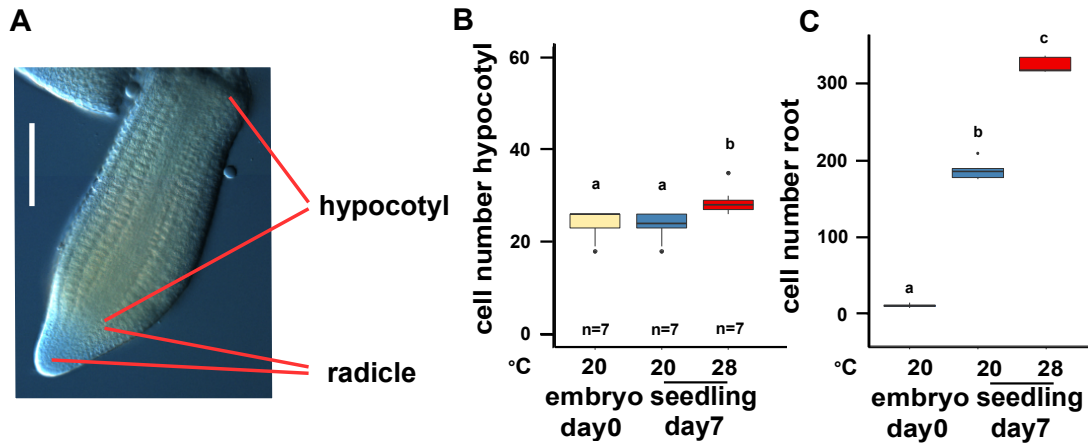 A
hypocotyl
radicle
B
cell number hypocotyl
60
40
20
0
a
a
b
n=7
n=7
n=7
°C
20
20
28
embryo seedling
day0 day7
C
cell number root
300
200
100
0
a
b
c
20
20
28
embryo seedling
day0 day7